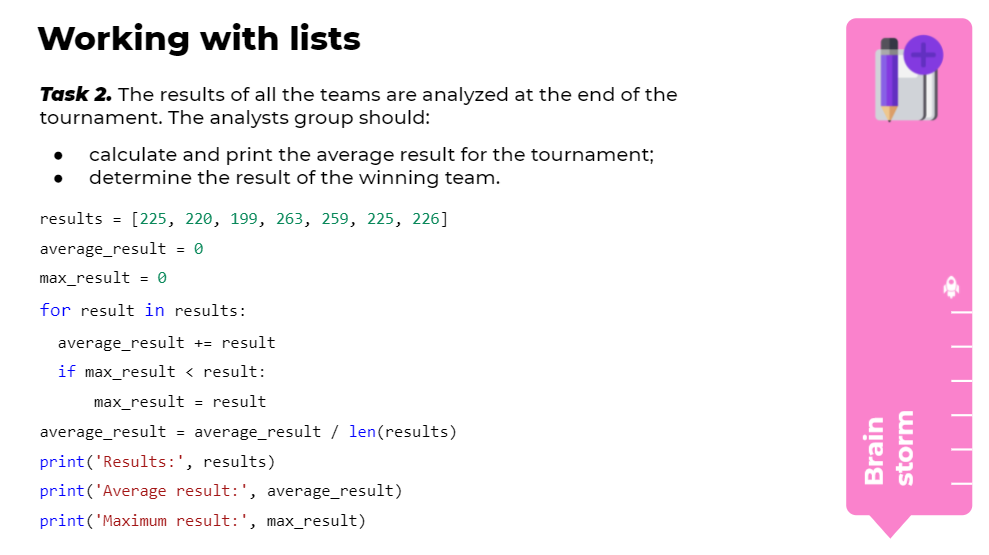 Working with lists
Task 2. The results of all the teams are analyzed at the end of the
tournament. The analysts group should:
● calculate and print the average result for the tournament;
● determine the result of the winning team.
results = [225, 220, 199, 263, 259, 225, 226]
average_result = 0
max_result = 0
for result in results:
  average_result += result
  if max_result < result:
      max_result = result
average_result = average_result / len(results)
print('Results:', results)
print('Average result:', average_result)
print('Maximum result:', max_result)
Brain
storm